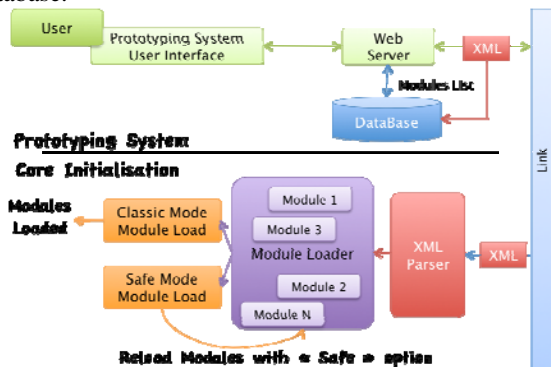 User
Prototyping System
User Interface
Web
Server
XML
Modules List
DataBase
Link
Prototyping System
Core Initialisation
Modules
Loaded
Classic Mode
Module Load
Safe Mode
Module Load
Module 1
Module 3
Module Loader
Module 2
Module N
XML
Parser
XML
Reload Modules with « Safe » option